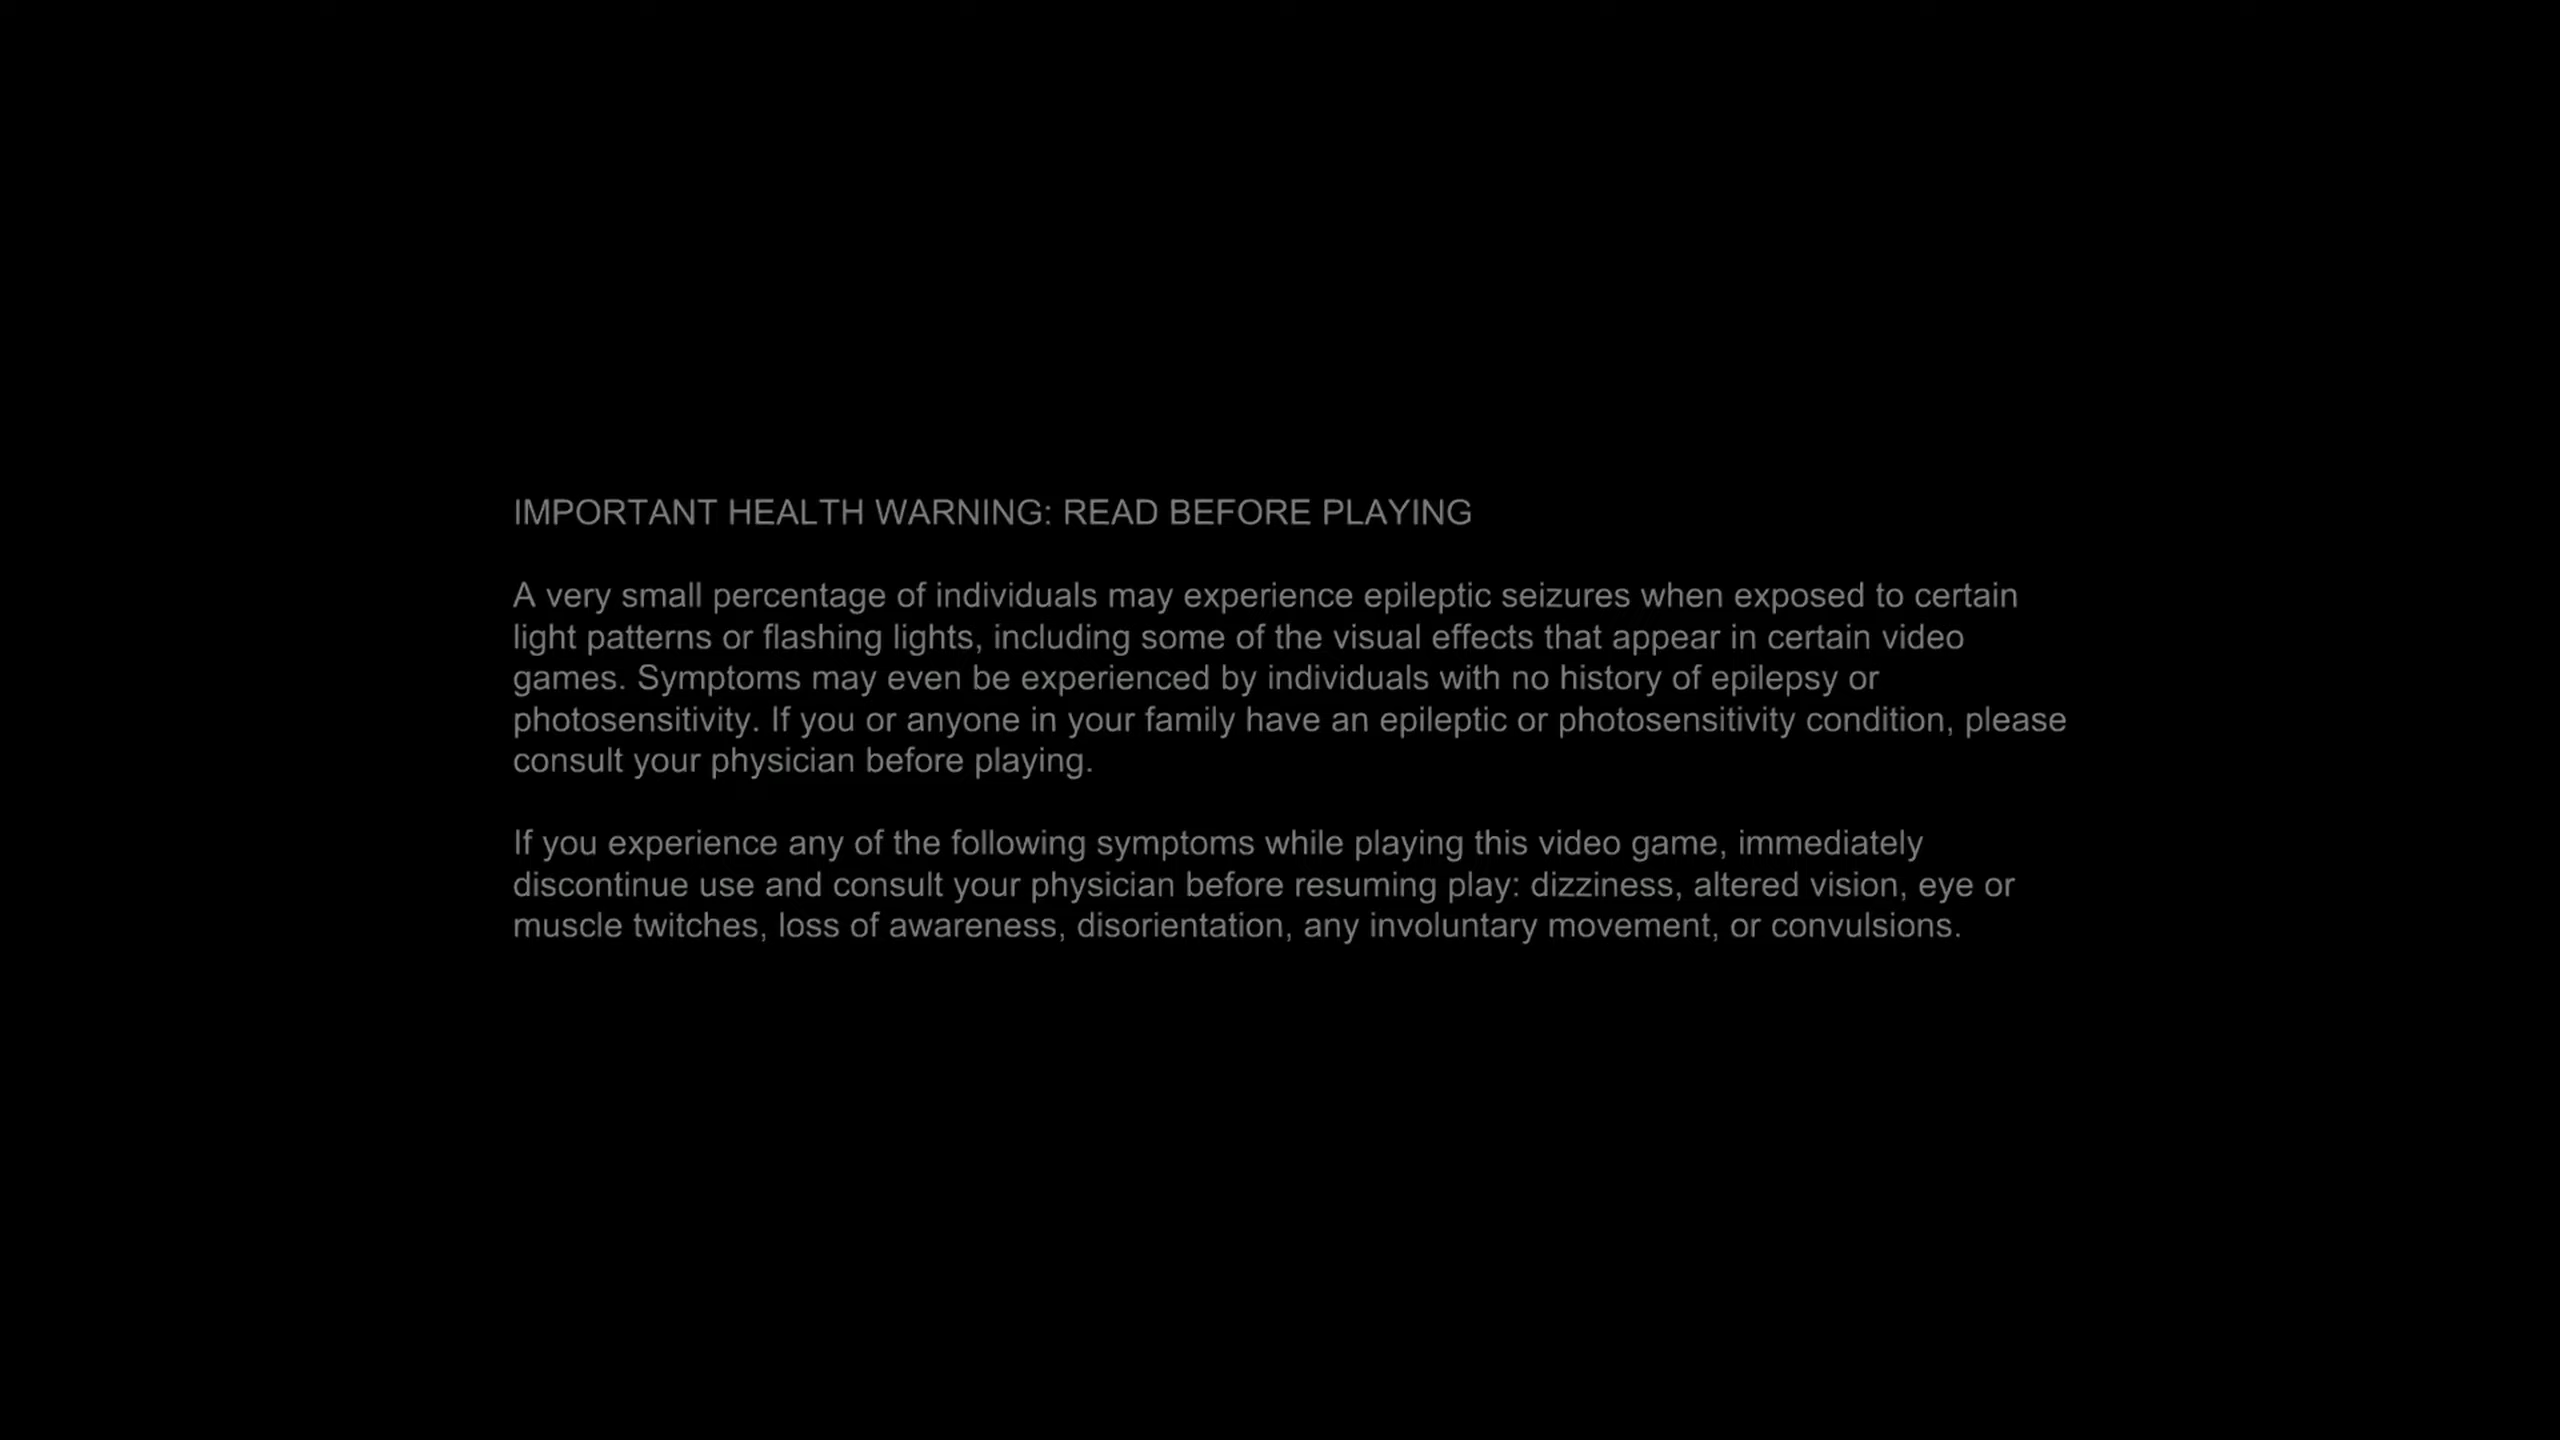 IMPORTANT HEALTH WARNING: READ BEFORE PLAYING
A very small percentage of individuals may experience epileptic seizures when exposed to certain
light patterns or flashing lights, including some of the visual effects that appear in certain video
games. Symptoms may even be experienced by individuals with no history of epilepsy or
photosensitivity. If you or anyone in your family have an epileptic or photosensitivity condition, please
consult your physician before playing.
If you experience any of the following symptoms while playing this video game, immediately
discontinue use and consult your physician before resuming play: dizziness, altered vision, eye or
muscle twitches, loss of awareness, disorientation, any involuntary movement, or convulsions.